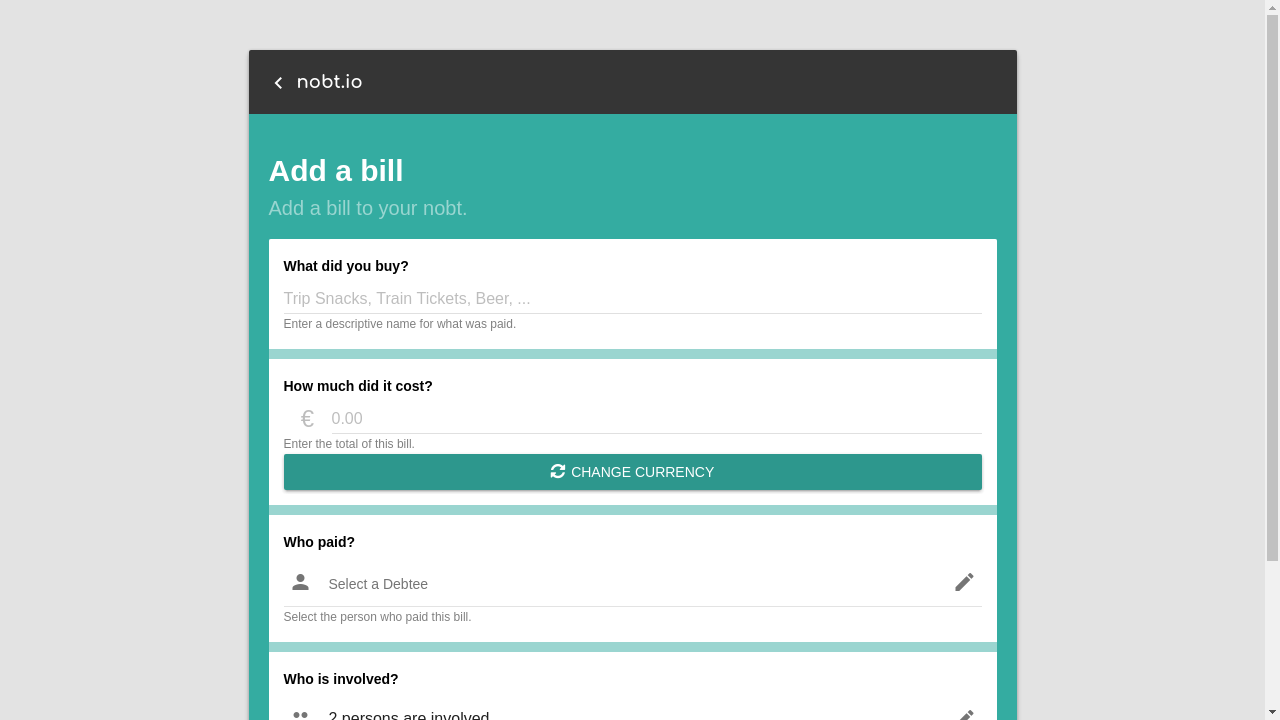 nobt.io
Add a bill
Add a bill to your nobt.
What did you buy?
Trip Snacks, Train Tickets, Beer, ...
Enter a descriptive name for what was paid.
How much did it cost?
€ 0.00
Enter the total of this bill.
CHANGE CURRENCY
Who paid?
Select a Debtee
Select the person who paid this bill.
Who is involved?
2 persons are involved